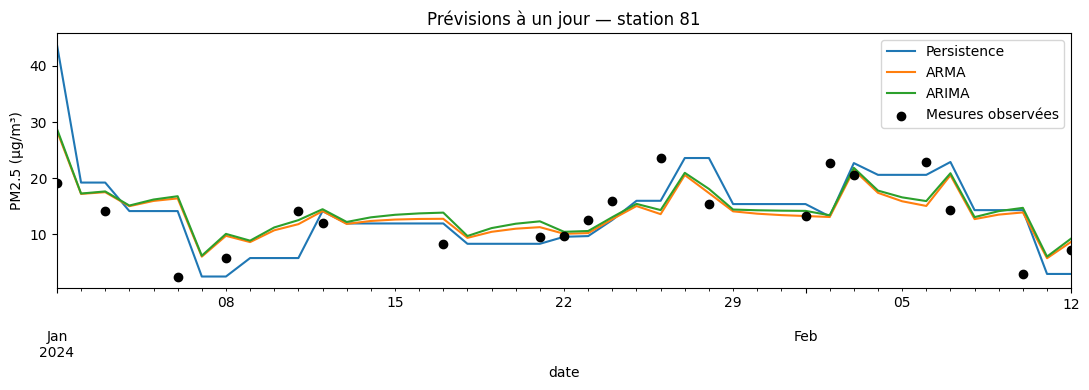 Prévisions à un jour — station 81
PM2.5 (µg/m³)
40
30
20
10
Persistence
ARMA
ARIMA
Mesures observées
08
15
22
29
05
12
Jan
2024
Feb
date